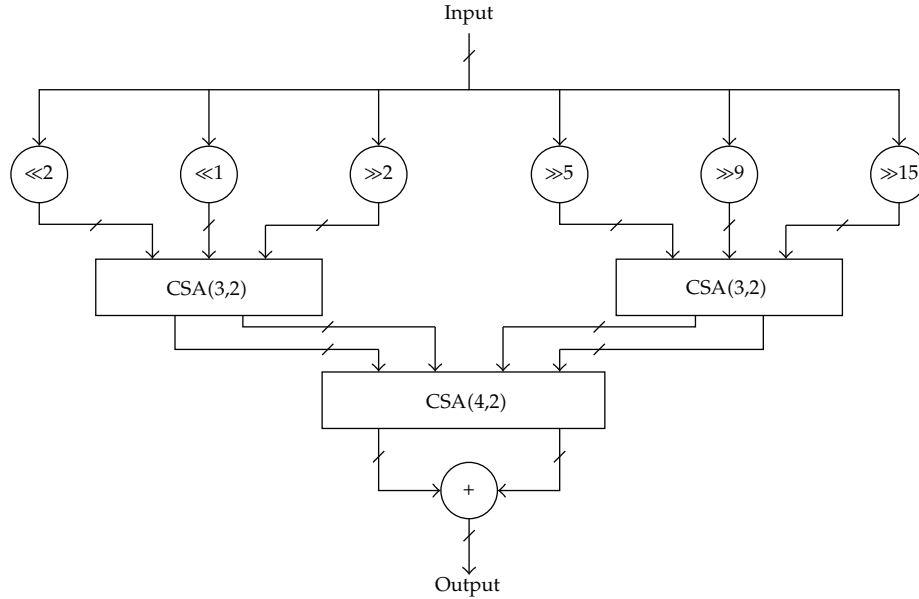 Input
≪2 ≪1 ≫2 ≫5 ≫9 ≫15
CSA(3,2) CSA(3,2)
CSA(4,2)
+
Output